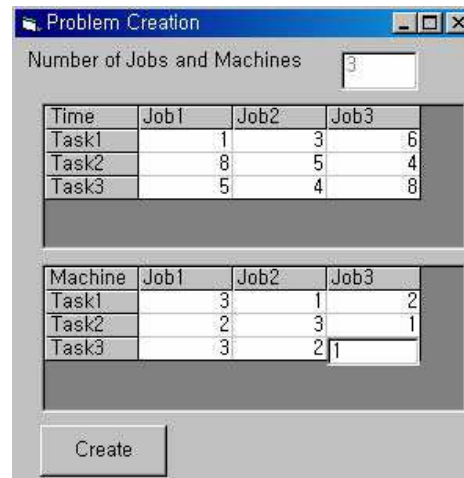 Problem Creation
Number of Jobs and Machines 3
Time Job1 Job2 Job3
Task1 1 3 6
Task2 8 5 4
Task3 5 4 8
Machine Job1 Job2 Job3
Task1 3 1 2
Task2 2 3 1
Task3 3 2 1
Create